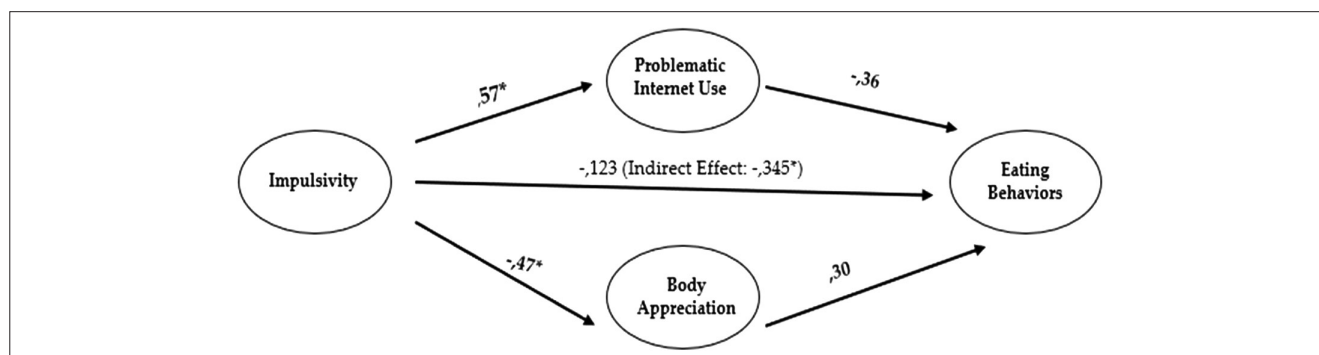 Problematic
Internet Use
,57*
-,36
-,123 (Indirect Effect: -,345*)
Impulsivity
Eating
Behaviors
-,47*
,30
Body
Appreciation